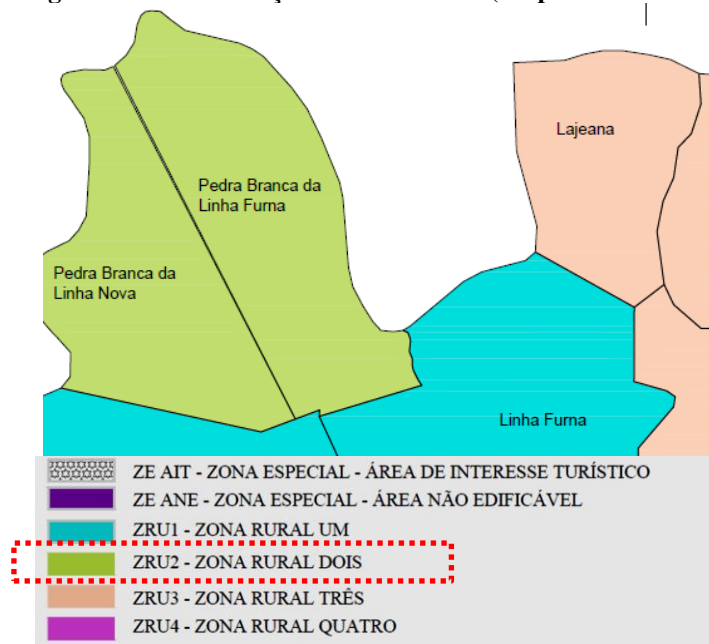 Lajeana
Pedra Branca da
Linha Furna
Pedra Branca da
Linha Nova
Linha Furna
ZE AIT - ZONA ESPECIAL - ÁREA DE INTERESSE TURÍSTICO
ZE ANE - ZONA ESPECIAL - ÁREA NÃO EDIFICÁVEL
ZRU1 - ZONA RURAL UM
ZRU2 - ZONA RURAL DOIS
ZRU3 - ZONA RURAL TRÊS
ZRU4 - ZONA RURAL QUATRO